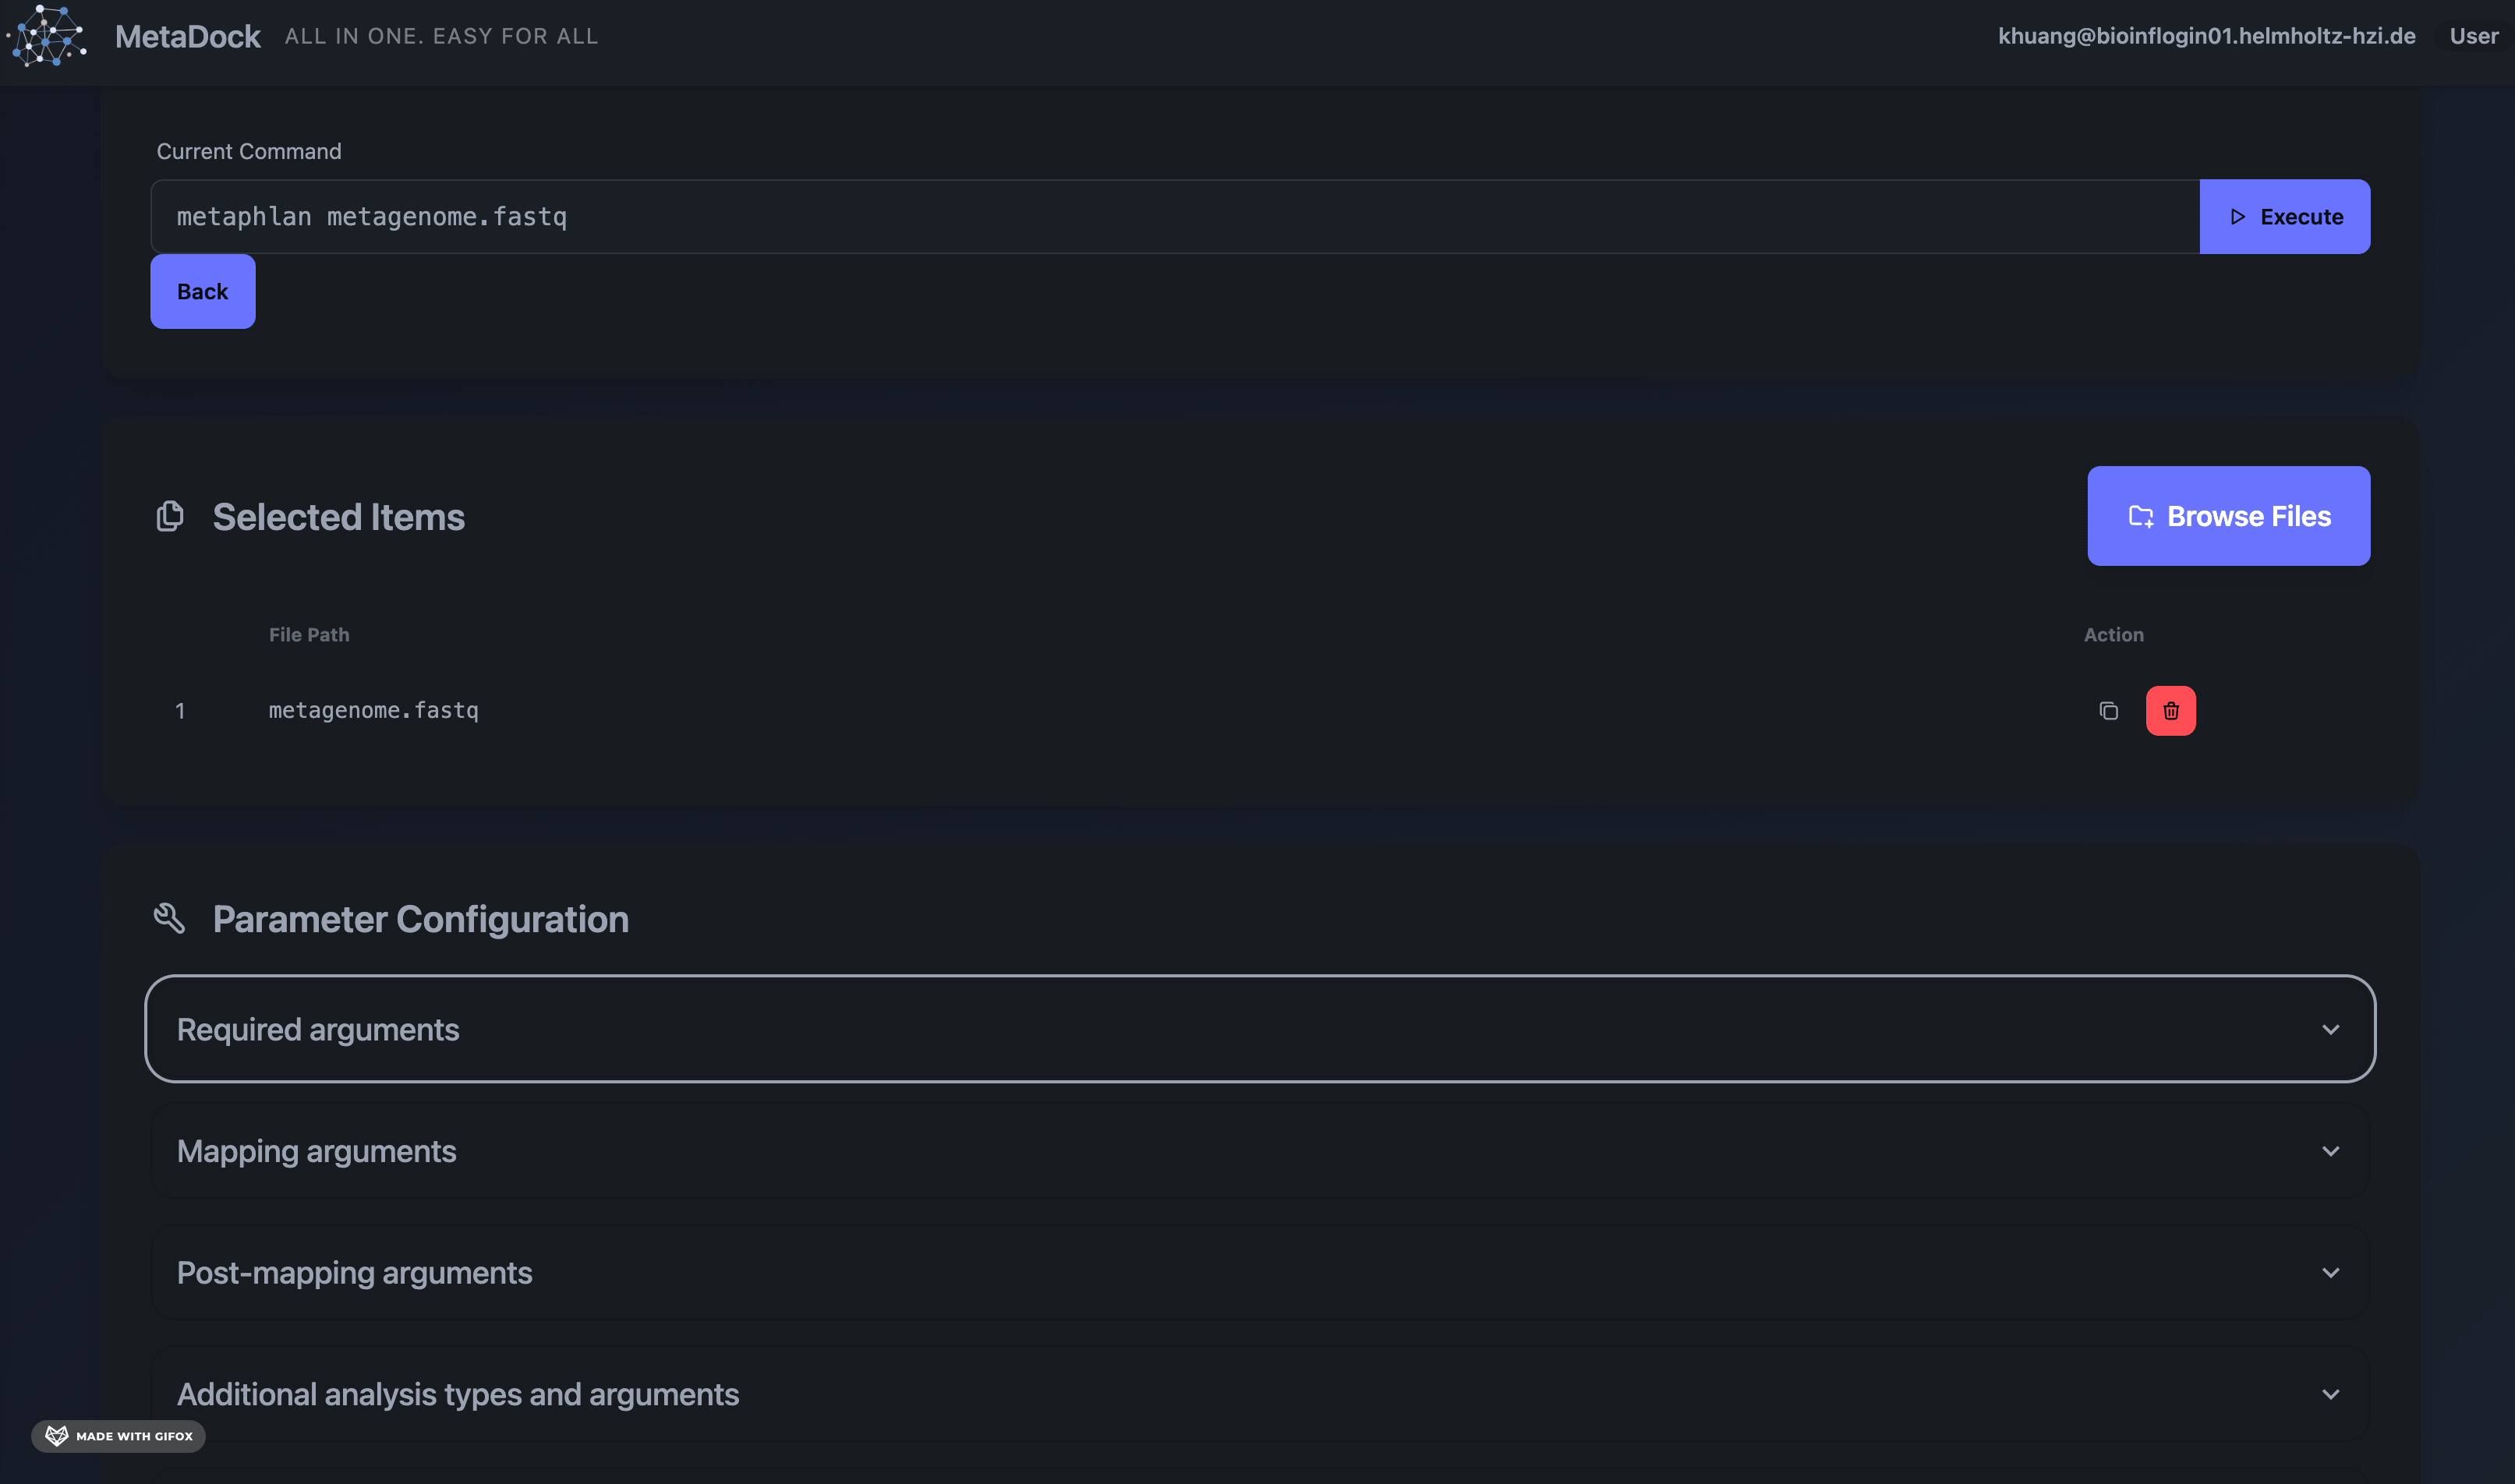 MetaDock ALL IN ONE. EASY FOR ALL khuang@bioinflogin01.helmholtz-hzi.de User
Current Command
metaphlan metagenome.fastq Execute
Back
Selected Items Browse Files
File Path Action
1 metagenome.fastq
Parameter Configuration
Required arguments
Mapping arguments
Post-mapping arguments
Additional analysis types and arguments
MADE WITH GIFOX